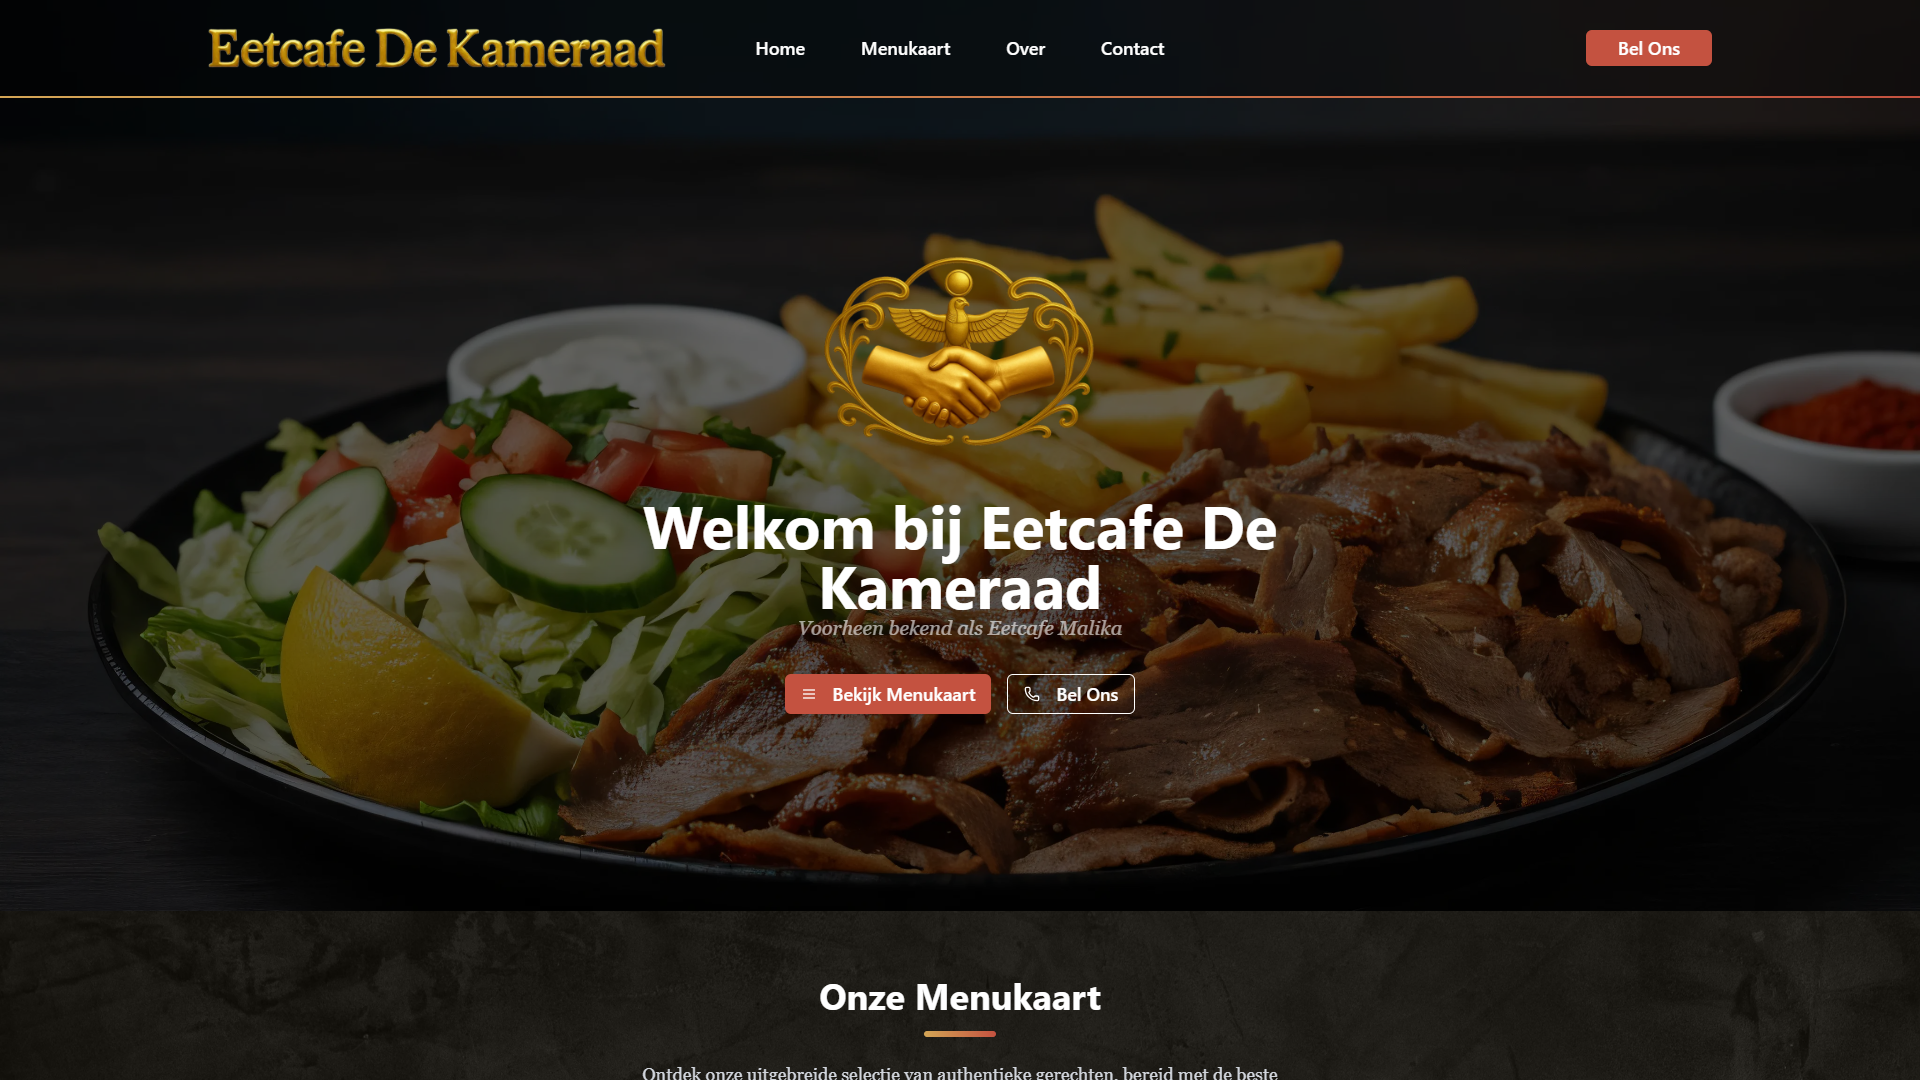 Eetcafe De Kameraad
Home
Menukaart
Over
Contact
Bel Ons
Welkom bij Eetcafe De
Kameraad
Voorheen bekend als Eetcafe Malika
Bekijk Menukaart
Bel Ons
Onze Menukaart
Ontdek onze uitgebreide selectie van authentieke gerechten, bereid met de beste